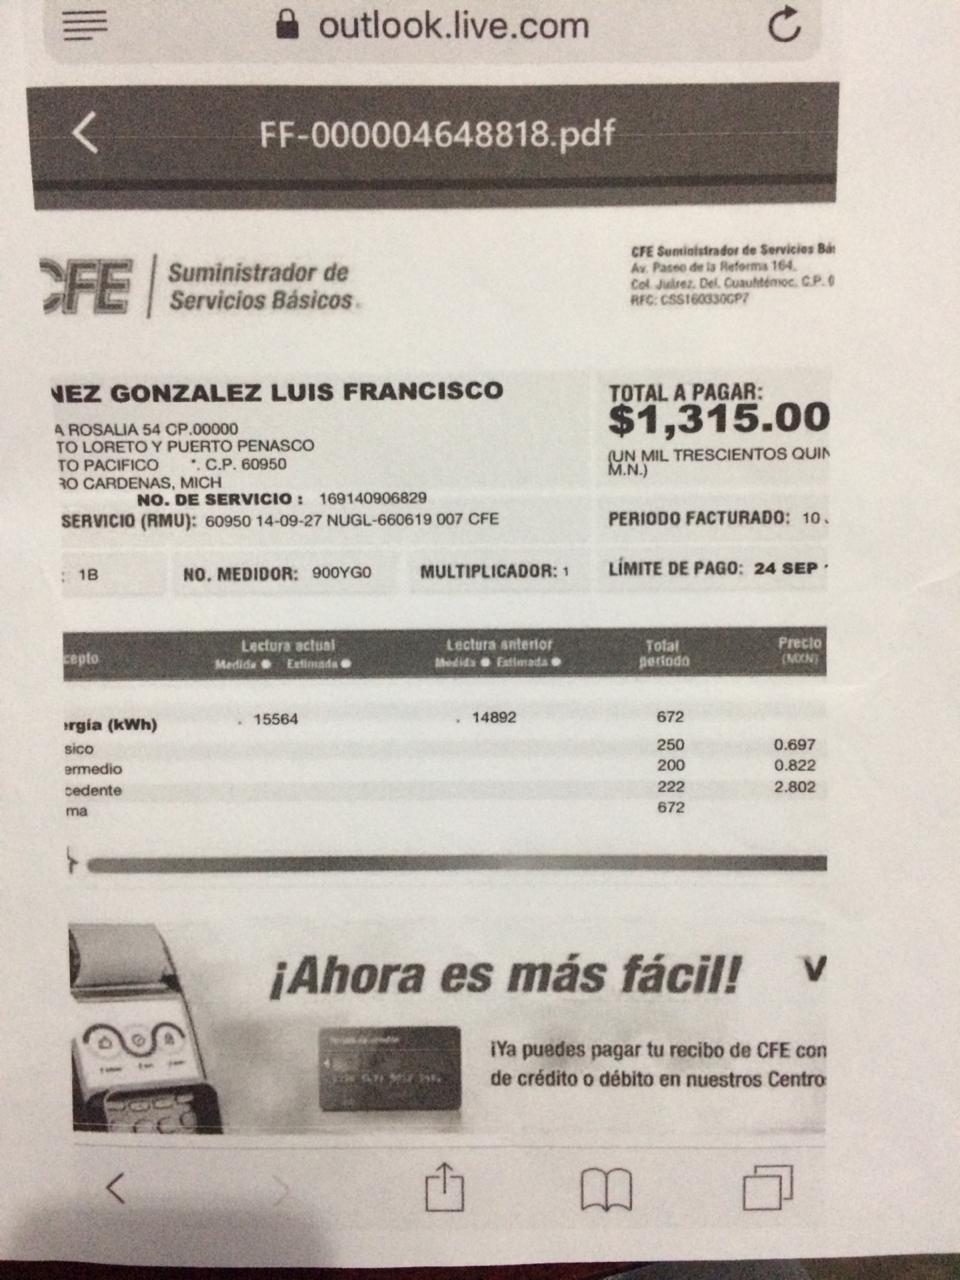 outlook.live.com
FF-000004648818.pdf
CFE
Suministrador de
Servicios Básicos
CFE Suministrador de Servicios Bá
Av. Paseo de la Reforma 164,
Col. Juárez, Del. Cuauhtémoc, C.P. 0
RFC: CSS160330CP7
NEZ GONZALEZ LUIS FRANCISCO
A ROSALIA 54 CP.00000
TO LORETO Y PUERTO PENASCO
TO PACIFICO *. C.P. 60950
RO CARDENAS, MICH
NO. DE SERVICIO : 169140906829
SERVICIO (RMU): 60950 14-09-27 NUGL-660619 007 CFE
TOTAL A PAGAR:
$1,315.00
(UN MIL TRESCIENTOS QUIN
M.N.)
PERIODO FACTURADO: 10
: 1B NO. MEDIDOR: 900YG0 MULTIPLICADOR: 1
LÍMITE DE PAGO: 24 SEP
cepto Lectura actual Lectura anterior Total Precio
Medida Estimada Medida Estimada periodo (MXN)
rgía (kWh) 15564 14892 672
sico 250 0.697
ermedio 200 0.822
cedente 222 2.802
ma 672
¡Ahora es más fácil! V
¡Ya puedes pagar tu recibo de CFE con
de crédito o débito en nuestros Centro